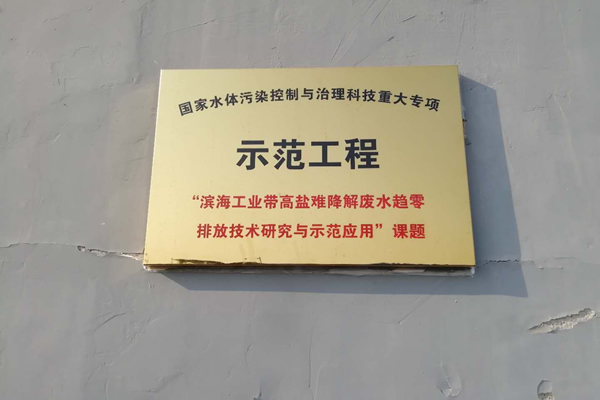 国家水体污染控制与治理科技重大专项
示范工程
“滨海工业带高盐难降解废水趋零
排放技术研究与示范应用”课题